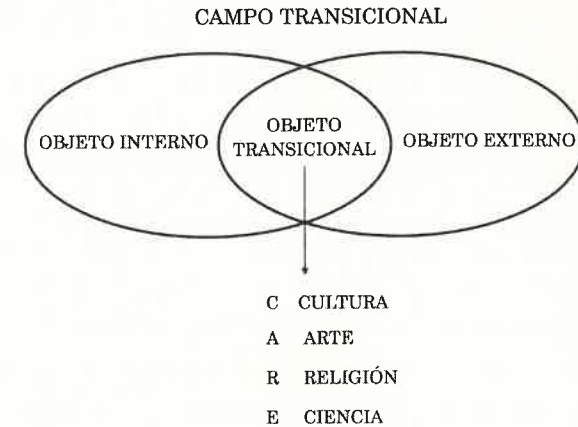 CAMPO TRANSICIONAL
OBJETO INTERNO
OBJETO
TRANSICIONAL
OBJETO EXTERNO
C CULTURA
A ARTE
R RELIGIÓN
E CIENCIA